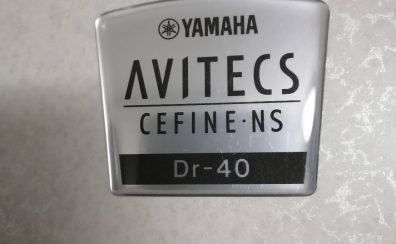 YAMAHA
AVITECS
CEFINE·NS
Dr-40